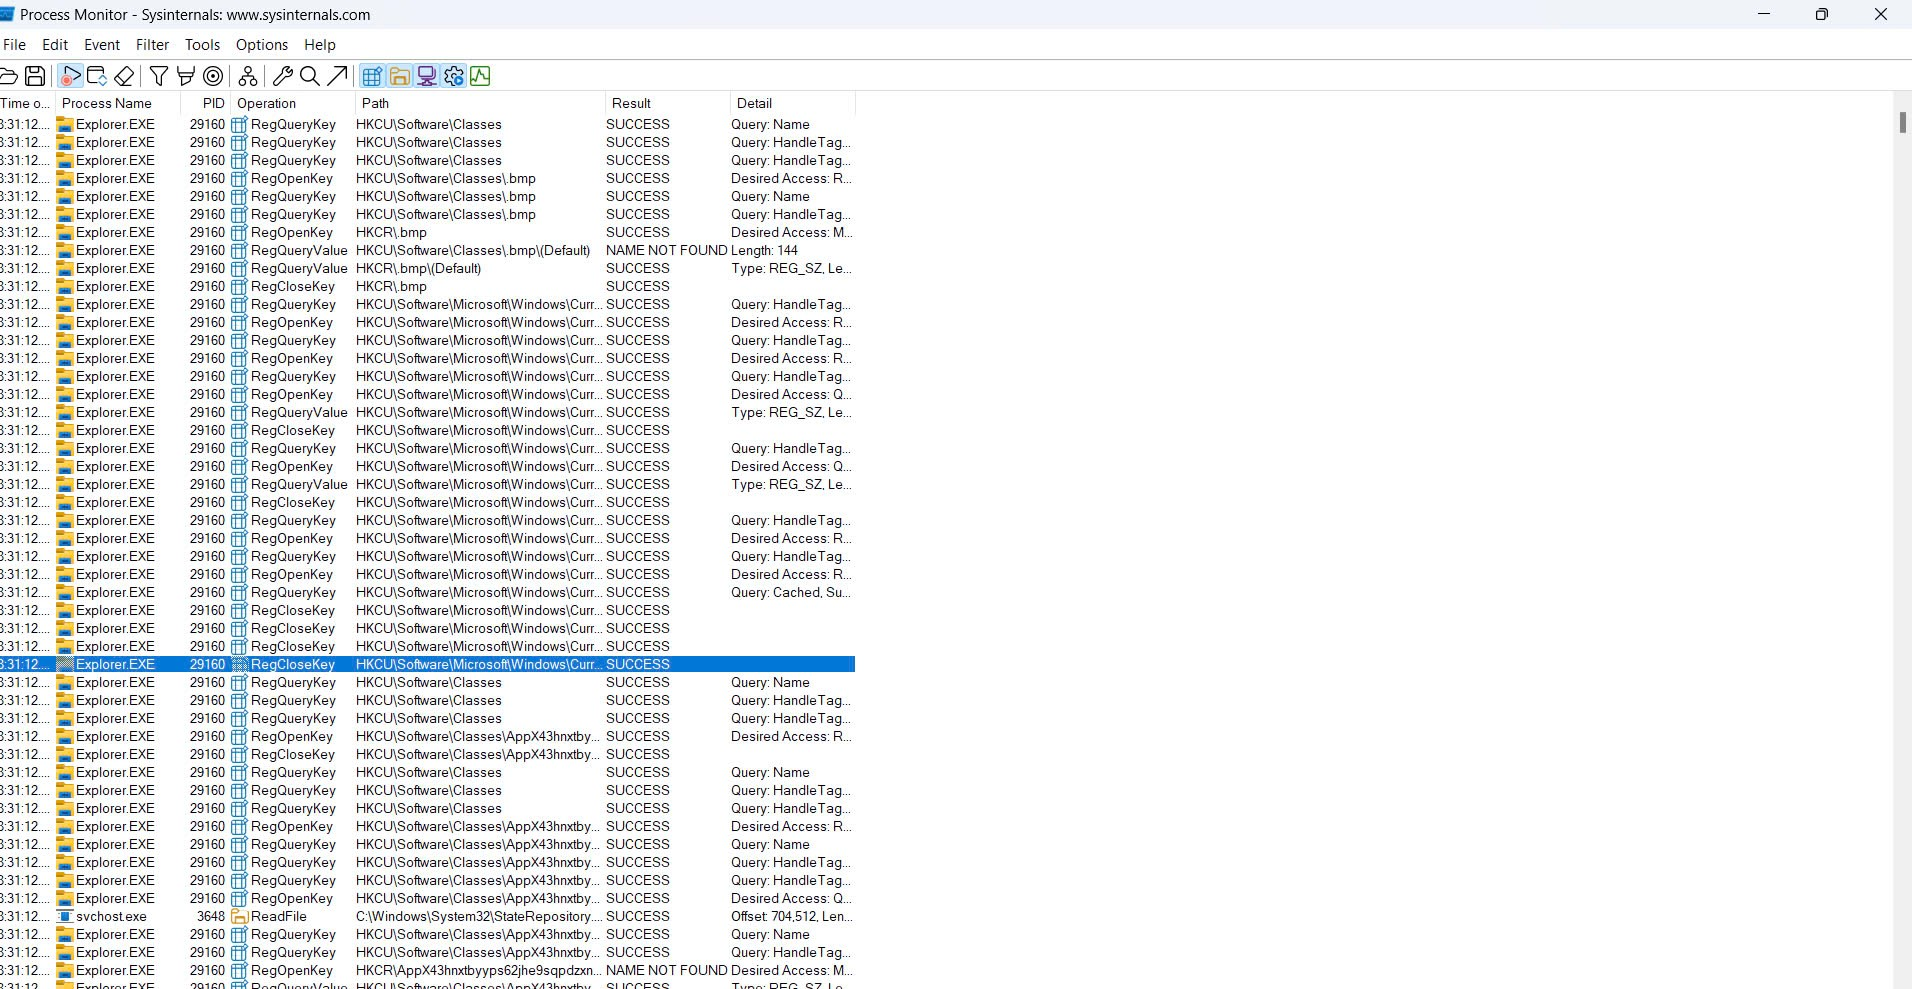 Process Monitor - Sysinternals: www.sysinternals.com
File Edit Event Filter Tools Options Help
Time o... Process Name PID Operation Path Result Detail
3:31:12.... Explorer.EXE 29160 RegQueryKey HKCU\Software\Classes SUCCESS Query: Name
3:31:12.... Explorer.EXE 29160 RegQueryKey HKCU\Software\Classes SUCCESS Query: HandleTag...
3:31:12.... Explorer.EXE 29160 RegQueryKey HKCU\Software\Classes SUCCESS Query: HandleTag...
3:31:12.... Explorer.EXE 29160 RegOpenKey HKCU\Software\Classes\.bmp SUCCESS Desired Access: R...
3:31:12.... Explorer.EXE 29160 RegQueryKey HKCU\Software\Classes\.bmp SUCCESS Query: Name
3:31:12.... Explorer.EXE 29160 RegQueryKey HKCU\Software\Classes\.bmp SUCCESS Query: HandleTag...
3:31:12.... Explorer.EXE 29160 RegOpenKey HKCR\.bmp SUCCESS Desired Access: M...
3:31:12.... Explorer.EXE 29160 RegQueryValue HKCU\Software\Classes\.bmp\(Default) NAME NOT FOUND Length: 144
3:31:12.... Explorer.EXE 29160 RegQueryValue HKCR\.bmp\(Default) SUCCESS Type: REG_SZ, Le...
3:31:12.... Explorer.EXE 29160 RegCloseKey HKCR\.bmp SUCCESS
3:31:12.... Explorer.EXE 29160 RegQueryKey HKCU\Software\Microsoft\Windows\Curr... SUCCESS Query: HandleTag...
3:31:12.... Explorer.EXE 29160 RegOpenKey HKCU\Software\Microsoft\Windows\Curr... SUCCESS Desired Access: R...
3:31:12.... Explorer.EXE 29160 RegQueryKey HKCU\Software\Microsoft\Windows\Curr... SUCCESS Query: HandleTag...
3:31:12.... Explorer.EXE 29160 RegOpenKey HKCU\Software\Microsoft\Windows\Curr... SUCCESS Desired Access: R...
3:31:12.... Explorer.EXE 29160 RegQueryKey HKCU\Software\Microsoft\Windows\Curr... SUCCESS Query: HandleTag...
3:31:12.... Explorer.EXE 29160 RegOpenKey HKCU\Software\Microsoft\Windows\Curr... SUCCESS Desired Access: Q...
3:31:12.... Explorer.EXE 29160 RegQueryValue HKCU\Software\Microsoft\Windows\Curr... SUCCESS Type: REG_SZ, Le...
3:31:12.... Explorer.EXE 29160 RegCloseKey HKCU\Software\Microsoft\Windows\Curr... SUCCESS
3:31:12.... Explorer.EXE 29160 RegQueryKey HKCU\Software\Microsoft\Windows\Curr... SUCCESS Query: HandleTag...
3:31:12.... Explorer.EXE 29160 RegOpenKey HKCU\Software\Microsoft\Windows\Curr... SUCCESS Desired Access: Q...
3:31:12.... Explorer.EXE 29160 RegQueryValue HKCU\Software\Microsoft\Windows\Curr... SUCCESS Type: REG_SZ, Le...
3:31:12.... Explorer.EXE 29160 RegCloseKey HKCU\Software\Microsoft\Windows\Curr... SUCCESS
3:31:12.... Explorer.EXE 29160 RegQueryKey HKCU\Software\Microsoft\Windows\Curr... SUCCESS Query: HandleTag...
3:31:12.... Explorer.EXE 29160 RegOpenKey HKCU\Software\Microsoft\Windows\Curr... SUCCESS Desired Access: R...
3:31:12.... Explorer.EXE 29160 RegQueryKey HKCU\Software\Microsoft\Windows\Curr... SUCCESS Query: HandleTag...
3:31:12.... Explorer.EXE 29160 RegOpenKey HKCU\Software\Microsoft\Windows\Curr... SUCCESS Desired Access: R...
3:31:12.... Explorer.EXE 29160 RegQueryKey HKCU\Software\Microsoft\Windows\Curr... SUCCESS Query: Cached, Su...
3:31:12.... Explorer.EXE 29160 RegCloseKey HKCU\Software\Microsoft\Windows\Curr... SUCCESS
3:31:12.... Explorer.EXE 29160 RegCloseKey HKCU\Software\Microsoft\Windows\Curr... SUCCESS
3:31:12.... Explorer.EXE 29160 RegCloseKey HKCU\Software\Microsoft\Windows\Curr... SUCCESS
3:31:12.... Explorer.EXE 29160 RegCloseKey HKCU\Software\Microsoft\Windows\Curr... SUCCESS
3:31:12.... Explorer.EXE 29160 RegQueryKey HKCU\Software\Classes SUCCESS Query: Name
3:31:12.... Explorer.EXE 29160 RegQueryKey HKCU\Software\Classes SUCCESS Query: HandleTag...
3:31:12.... Explorer.EXE 29160 RegQueryKey HKCU\Software\Classes SUCCESS Query: HandleTag...
3:31:12.... Explorer.EXE 29160 RegOpenKey HKCU\Software\Classes\AppX43hnxtby... SUCCESS Desired Access: R...
3:31:12.... Explorer.EXE 29160 RegCloseKey HKCU\Software\Classes\AppX43hnxtby... SUCCESS
3:31:12.... Explorer.EXE 29160 RegQueryKey HKCU\Software\Classes SUCCESS Query: Name
3:31:12.... Explorer.EXE 29160 RegQueryKey HKCU\Software\Classes SUCCESS Query: HandleTag...
3:31:12.... Explorer.EXE 29160 RegQueryKey HKCU\Software\Classes SUCCESS Query: HandleTag...
3:31:12.... Explorer.EXE 29160 RegOpenKey HKCU\Software\Classes\AppX43hnxtby... SUCCESS Desired Access: R...
3:31:12.... Explorer.EXE 29160 RegQueryKey HKCU\Software\Classes\AppX43hnxtby... SUCCESS Query: Name
3:31:12.... Explorer.EXE 29160 RegQueryKey HKCU\Software\Classes\AppX43hnxtby... SUCCESS Query: HandleTag...
3:31:12.... Explorer.EXE 29160 RegQueryKey HKCU\Software\Classes\AppX43hnxtby... SUCCESS Query: HandleTag...
3:31:12.... Explorer.EXE 29160 RegOpenKey HKCU\Software\Classes\AppX43hnxtby... SUCCESS Desired Access: Q...
3:31:12.... svchost.exe 3648 ReadFile C:\Windows\System32\StateRepository.... SUCCESS Offset: 704,512, Len...
3:31:12.... Explorer.EXE 29160 RegQueryKey HKCU\Software\Classes\AppX43hnxtby... SUCCESS Query: Name
3:31:12.... Explorer.EXE 29160 RegQueryKey HKCU\Software\Classes\AppX43hnxtby... SUCCESS Query: HandleTag...
3:31:12.... Explorer.EXE 29160 RegOpenKey HKCR\AppX43hnxtbyyps62jhe9sqpdzxn... NAME NOT FOUND Desired Access: M...
3:31:12.... Explorer.EXE 29160 RegQueryValue HKCU\Software\Classes\AppX43hnxtby... SUCCESS Type: REG_SZ, Le...